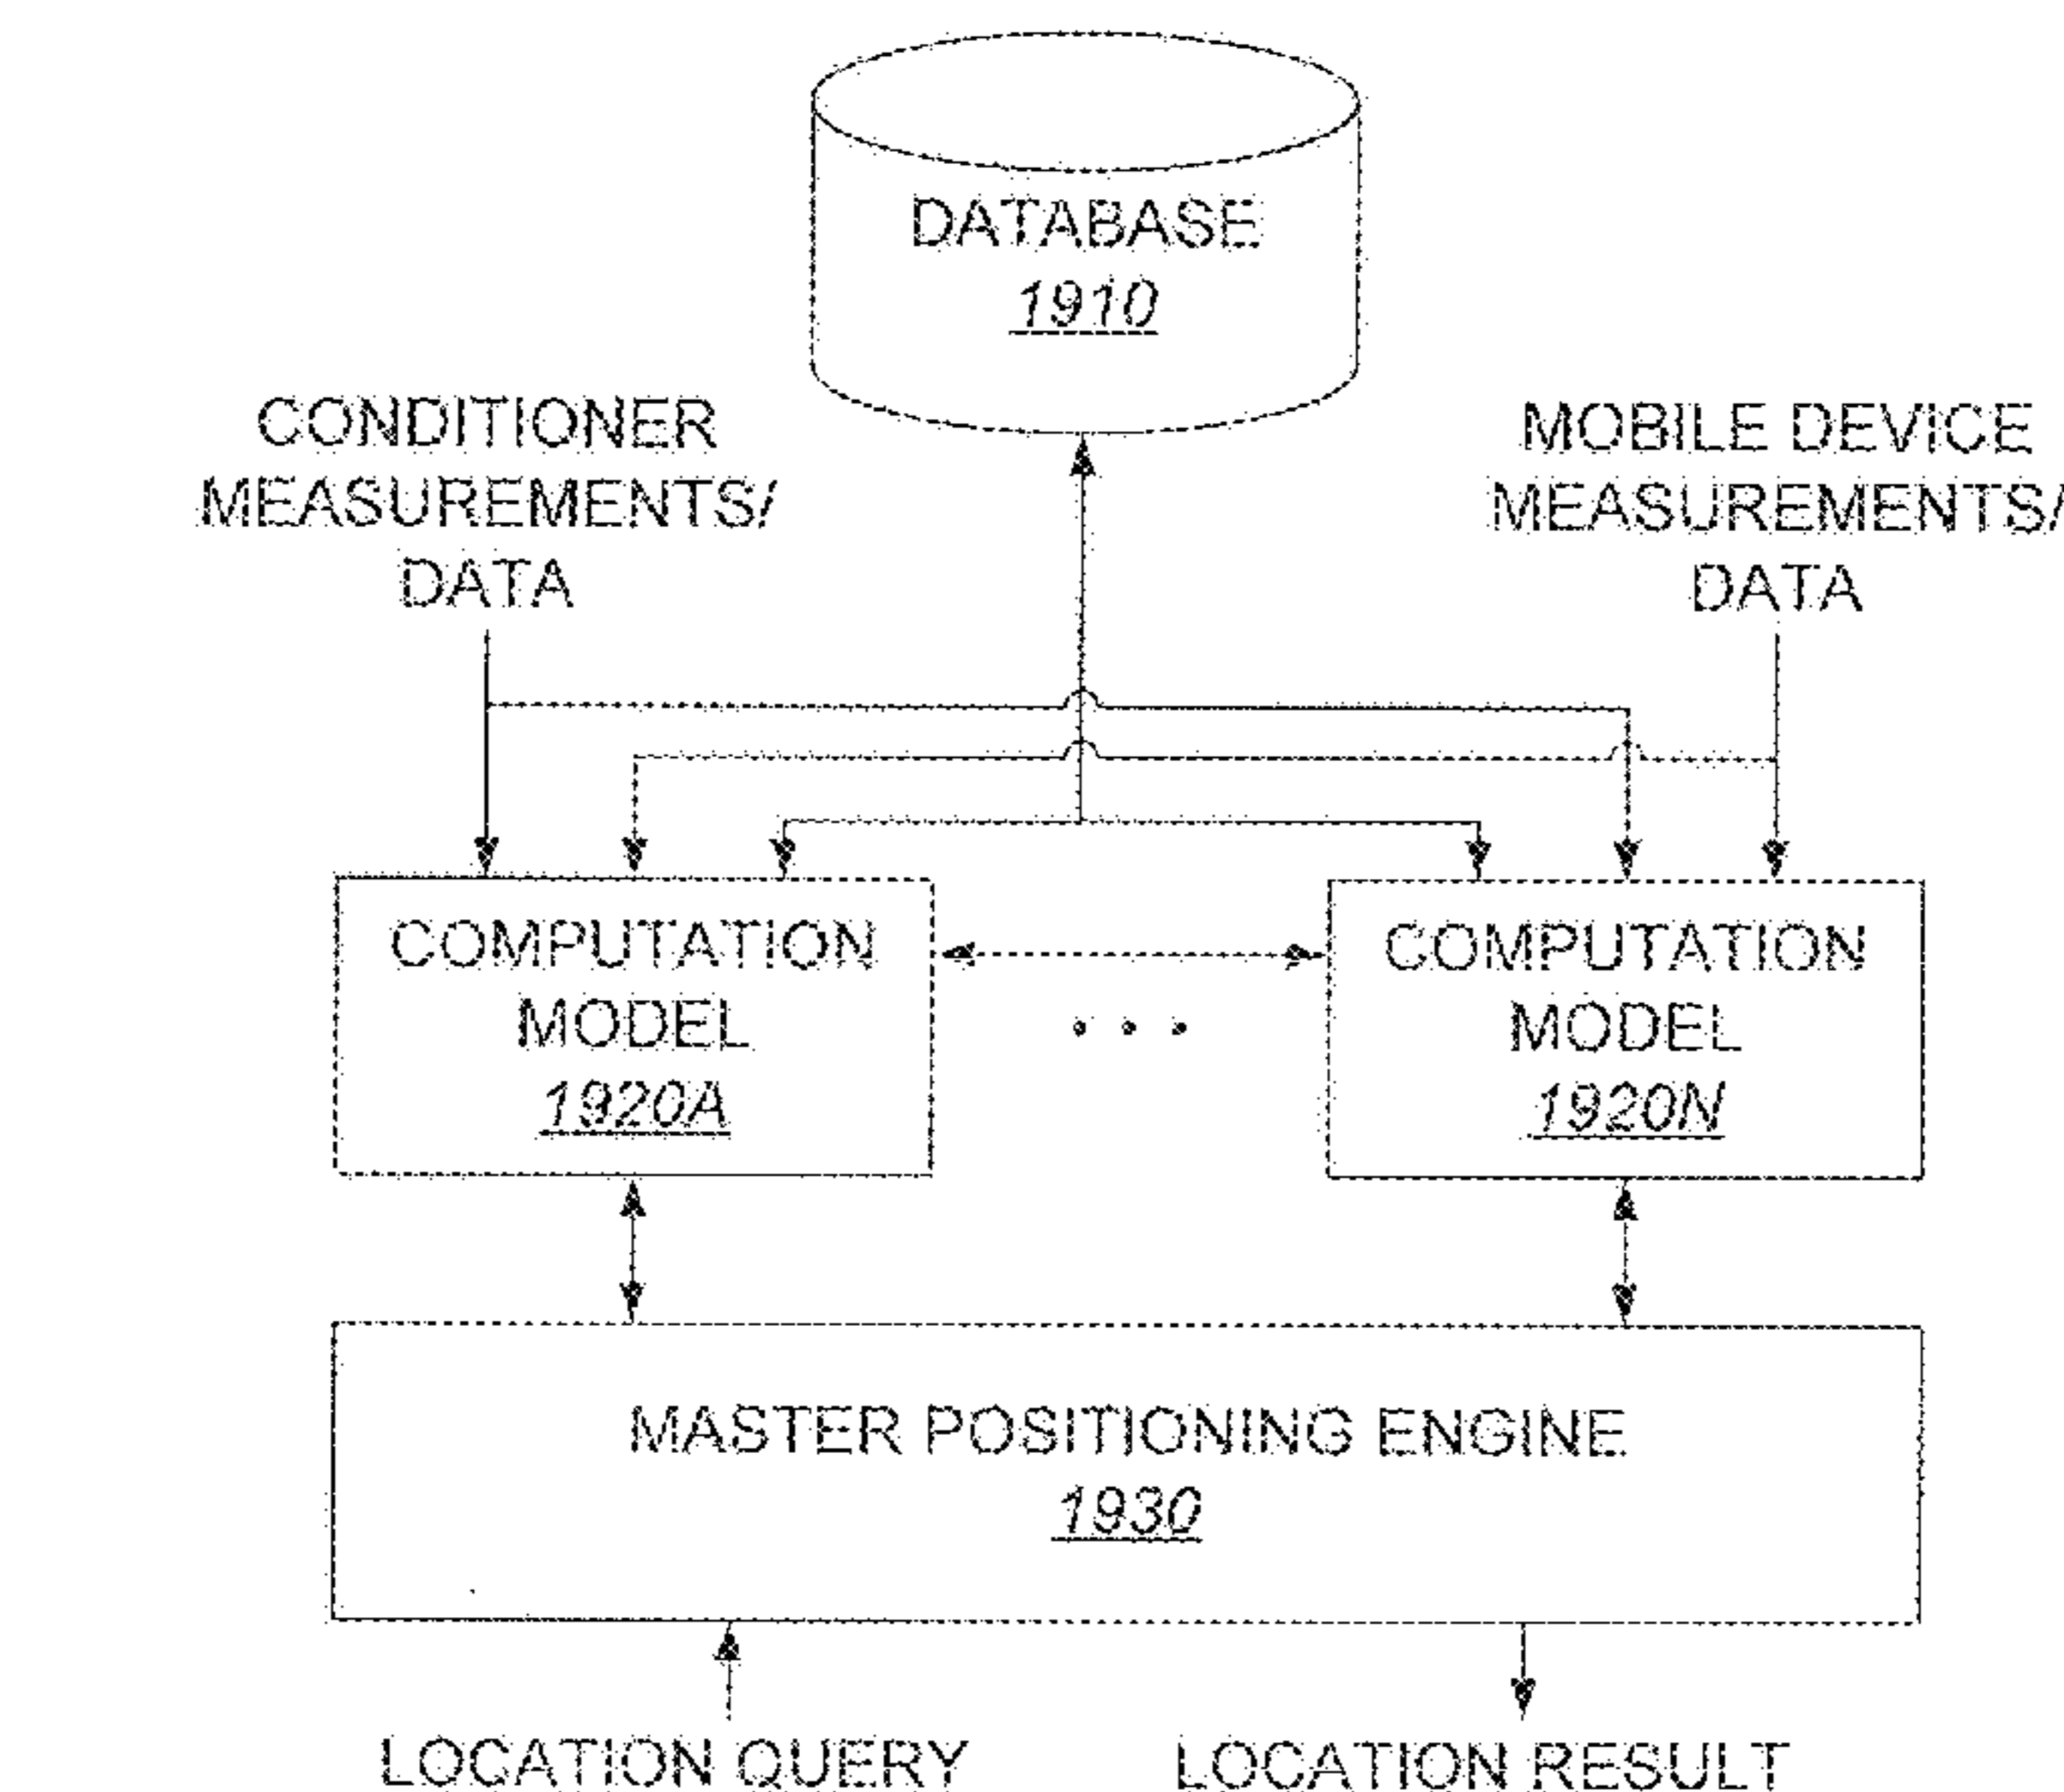 DATABASE
1910
CONDITIONER
MEASUREMENTS/
DATA
MOBILE DEVICE
MEASUREMENTS/
DATA
COMPUTATION
MODEL
1920A
COMPUTATION
MODEL
1920N
MASTER POSITIONING ENGINE
1930
LOCATION QUERY
LOCATION RESULT